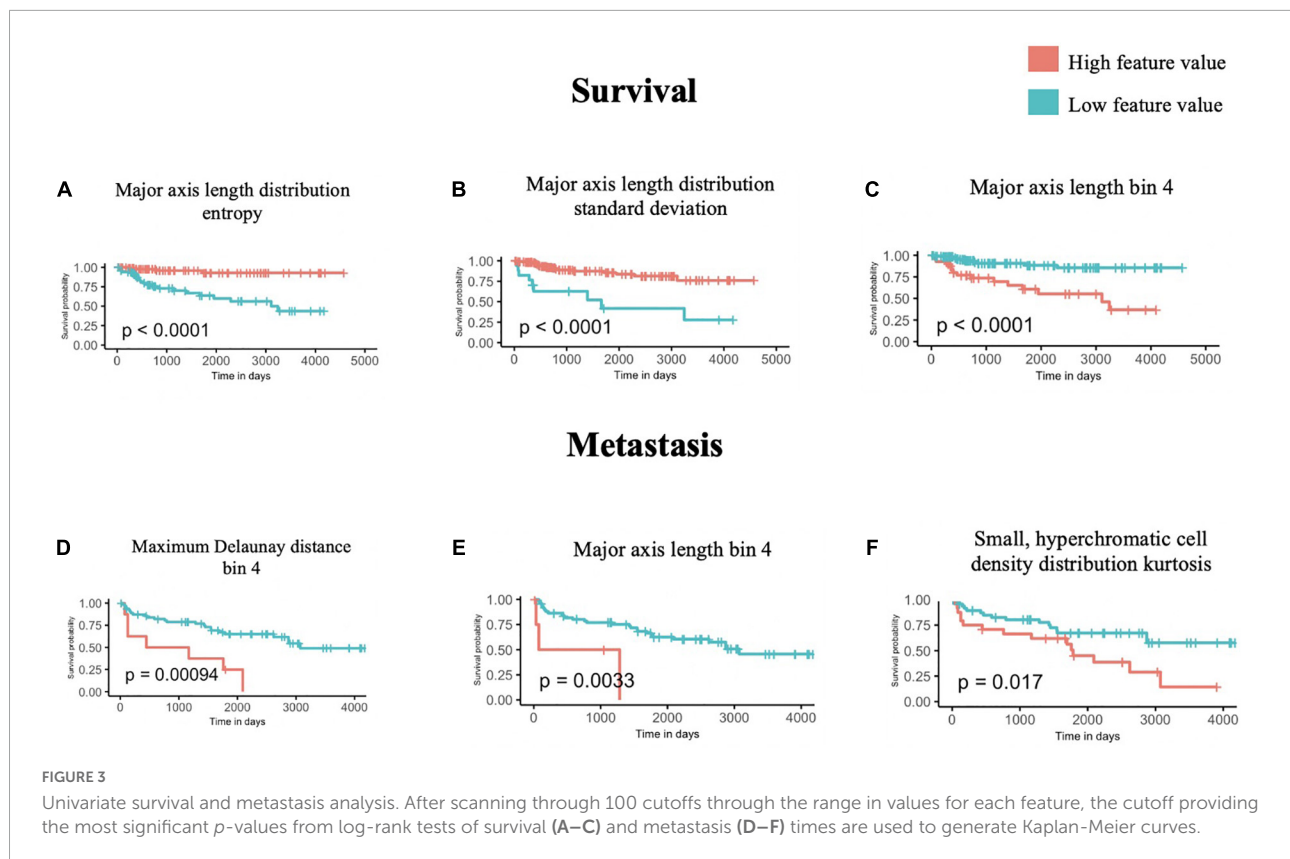 High feature value
Survival
Low feature value
A
Major axis length distribution
entropy
Survival probability
1.00
0.75
0.50
0.25
0.00
p < 0.0001
0 1000 2000 3000 4000 5000
Time in days
B
Major axis length distribution
standard deviation
Survival probability
1.00
0.75
0.50
0.25
0.00
p < 0.0001
0 1000 2000 3000 4000 5000
Time in days
C
Major axis length bin 4
Survival probability
1.00
0.75
0.50
0.25
0.00
p < 0.0001
0 1000 2000 3000 4000 5000
Time in days
Metastasis
D
Maximum Delaunay distance
bin 4
Survival probability
1.00
0.75
0.50
0.25
0.00
p = 0.00094
0 1000 2000 3000 4000
Time in days
E
Major axis length bin 4
Survival probability
1.00
0.75
0.50
0.25
0.00
p = 0.0033
0 1000 2000 3000 4000
Time in days
F
Small, hyperchromatic cell
density distribution kurtosis
Survival probability
1.00
0.75
0.50
0.25
0.00
p = 0.017
0 1000 2000 3000 4000
Time in days
FIGURE 3
Univariate survival and metastasis analysis. After scanning through 100 cutoffs through the range in values for each feature, the cutoff providing
the most significant p-values from log-rank tests of survival (A–C) and metastasis (D–F) times are used to generate Kaplan-Meier curves.